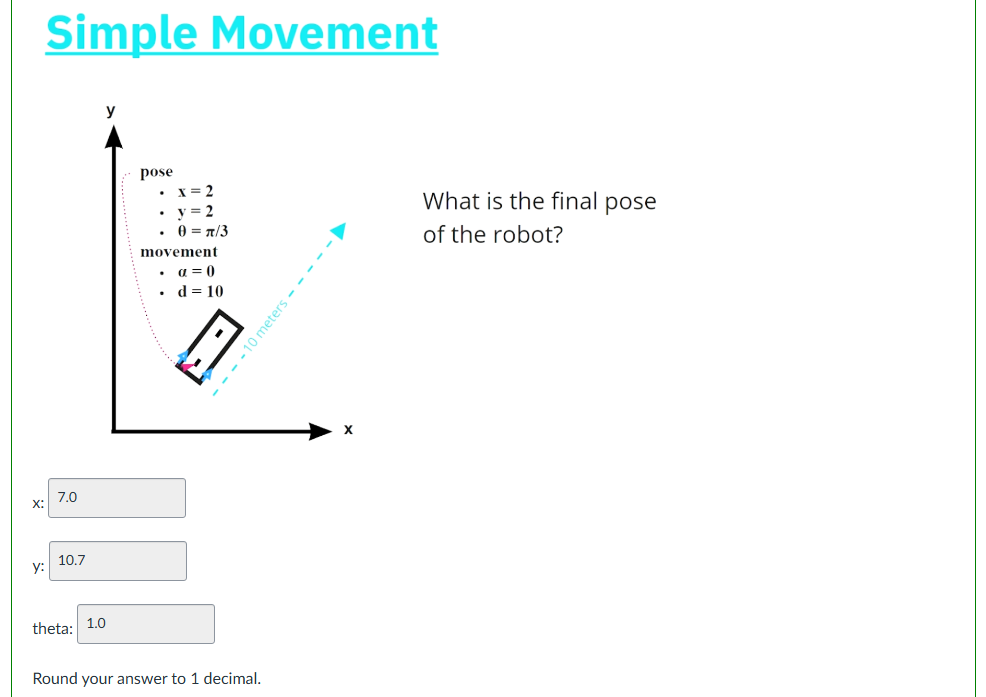 Simple Movement
y
pose
• x = 2
• y = 2
• θ = π/3
movement
• α = 0
• d = 10
What is the final pose
of the robot?
10 meters
x
x: 7.0
y: 10.7
theta: 1.0
Round your answer to 1 decimal.